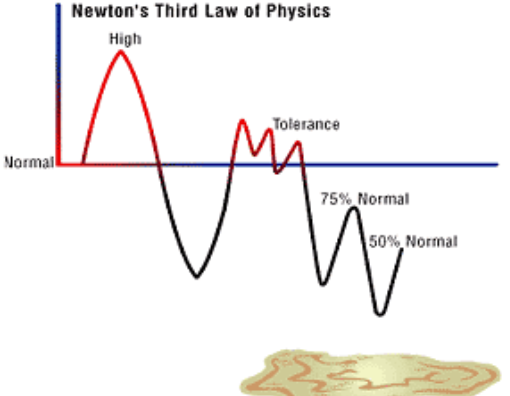 Newton's Third Law of Physics
High
Tolerance
Normal
75% Normal
50% Normal